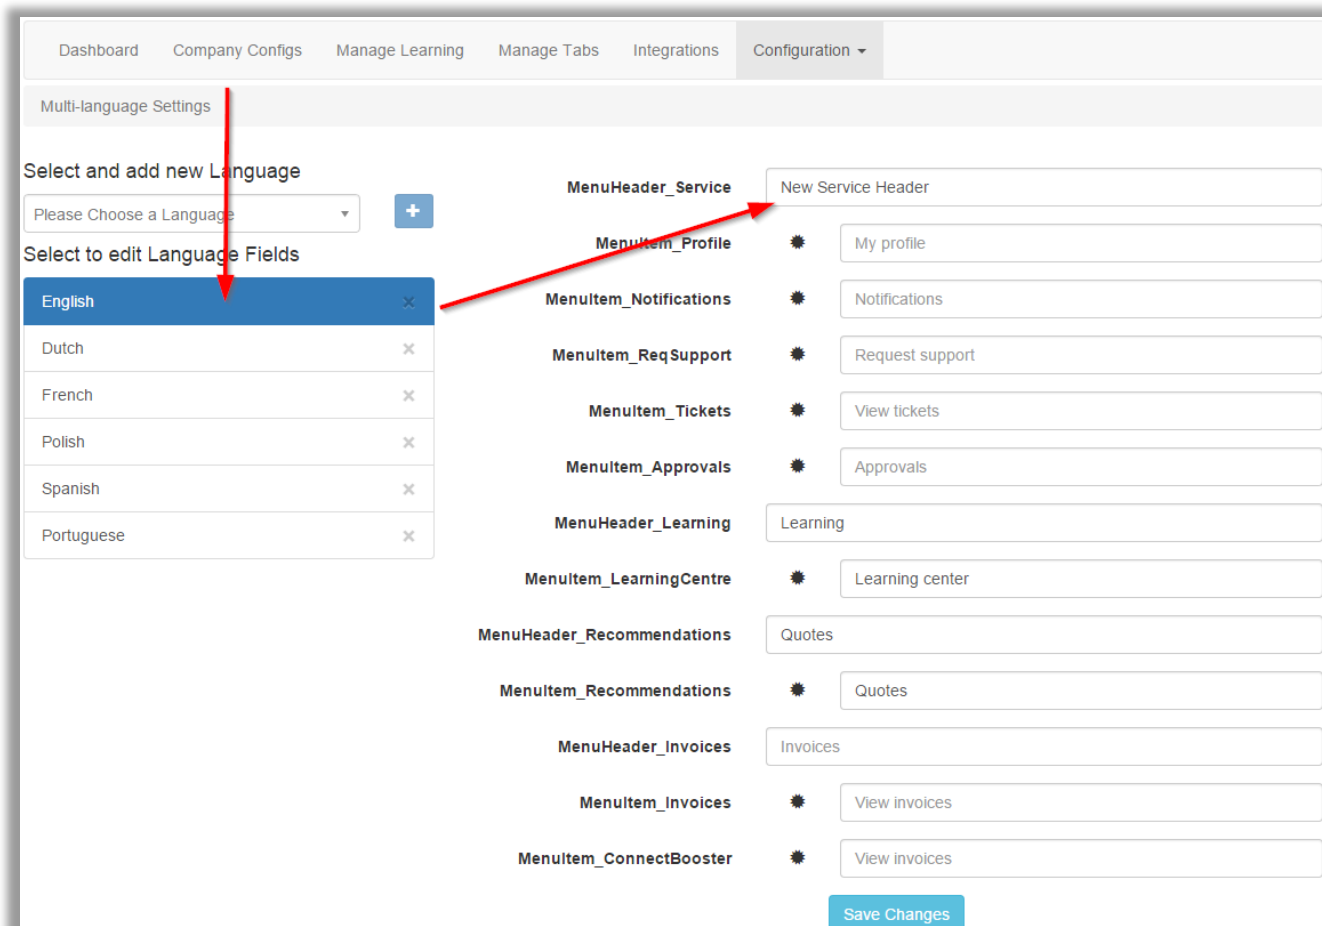 Dashboard Company Configs Manage Learning Manage Tabs Integrations Configuration
Multi-language Settings
Select and add new Language
Please Choose a Language
Select to edit Language Fields
English
Dutch
French
Polish
Spanish
Portuguese
MenuHeader_Service New Service Header
MenuItem_Profile My profile
MenuItem_Notifications Notifications
MenuItem_ReqSupport Request support
MenuItem_Tickets View tickets
MenuItem_Approvals Approvals
MenuHeader_Learning Learning
MenuItem_LearningCentre Learning center
MenuHeader_Recommendations Quotes
MenuItem_Recommendations Quotes
MenuHeader_Invoices Invoices
MenuItem_Invoices View invoices
MenuItem_ConnectBooster View invoices
Save Changes